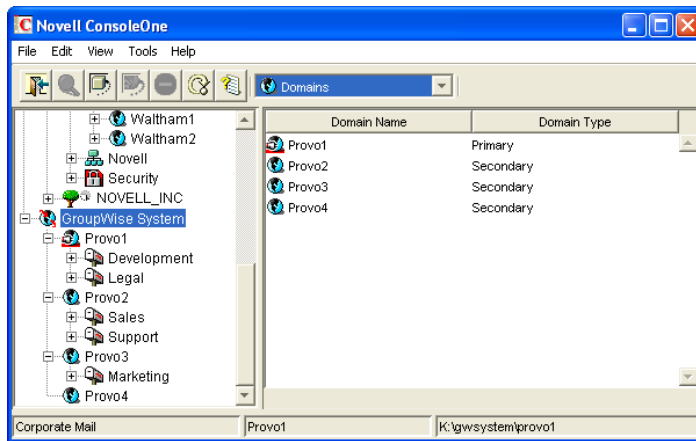 Novell ConsoleOne
File Edit View Tools Help
Domains
Waltham1
Waltham2
Novell
Security
NOVELL_INC
GroupWise System
Provo1
Development
Legal
Provo2
Sales
Support
Provo3
Marketing
Provo4
Domain Name Domain Type
Provo1 Primary
Provo2 Secondary
Provo3 Secondary
Provo4 Secondary
Corporate Mail Provo1 K:\gwsystem\provo1